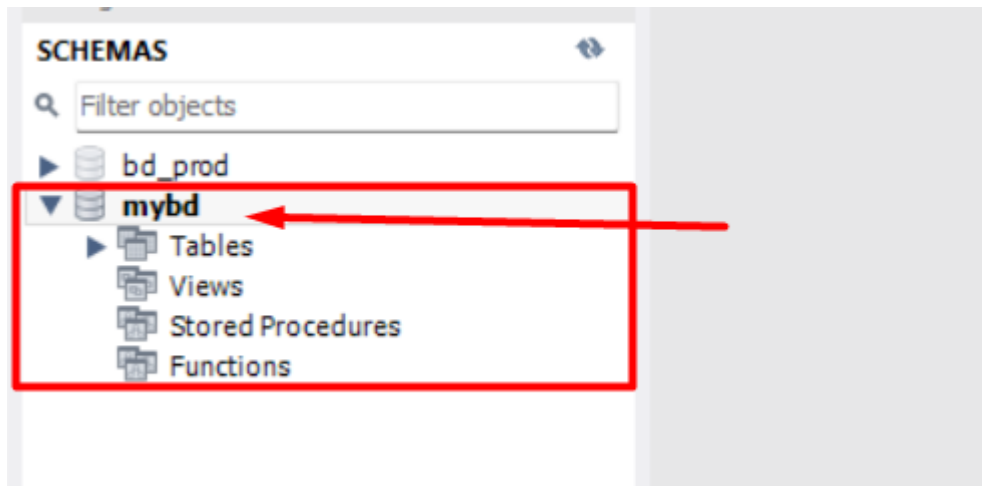 SCHEMAS
Filter objects
bd_prod
mybd
Tables
Views
Stored Procedures
Functions